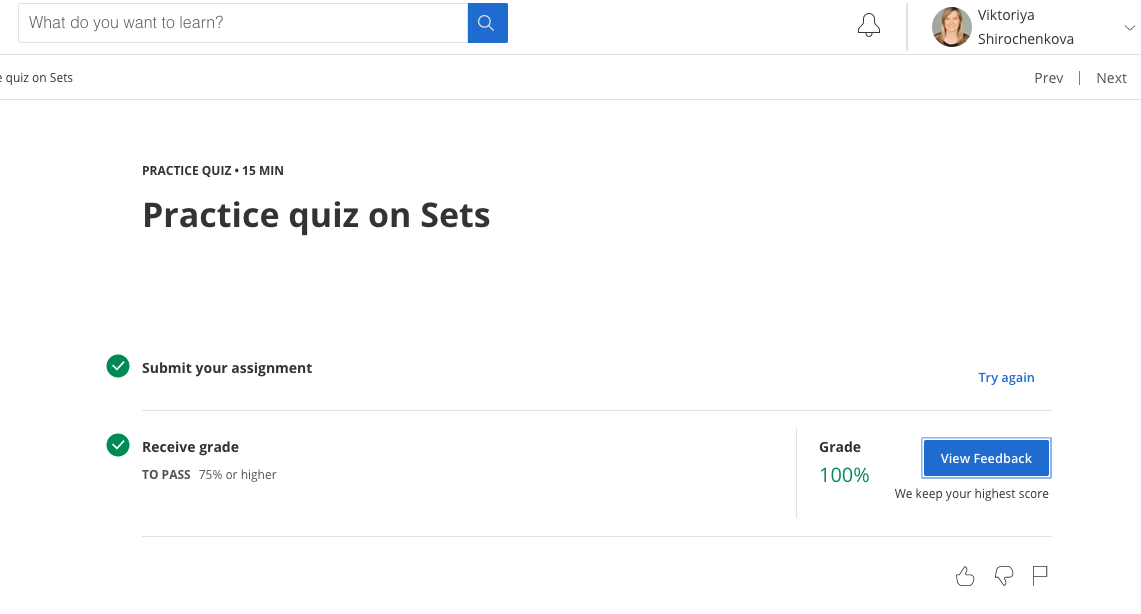 What do you want to learn?
Viktoriya
Shirochenkova
quiz on Sets
Prev | Next
PRACTICE QUIZ • 15 MIN
Practice quiz on Sets
Submit your assignment
Try again
Receive grade
TO PASS 75% or higher
Grade
100%
View Feedback
We keep your highest score